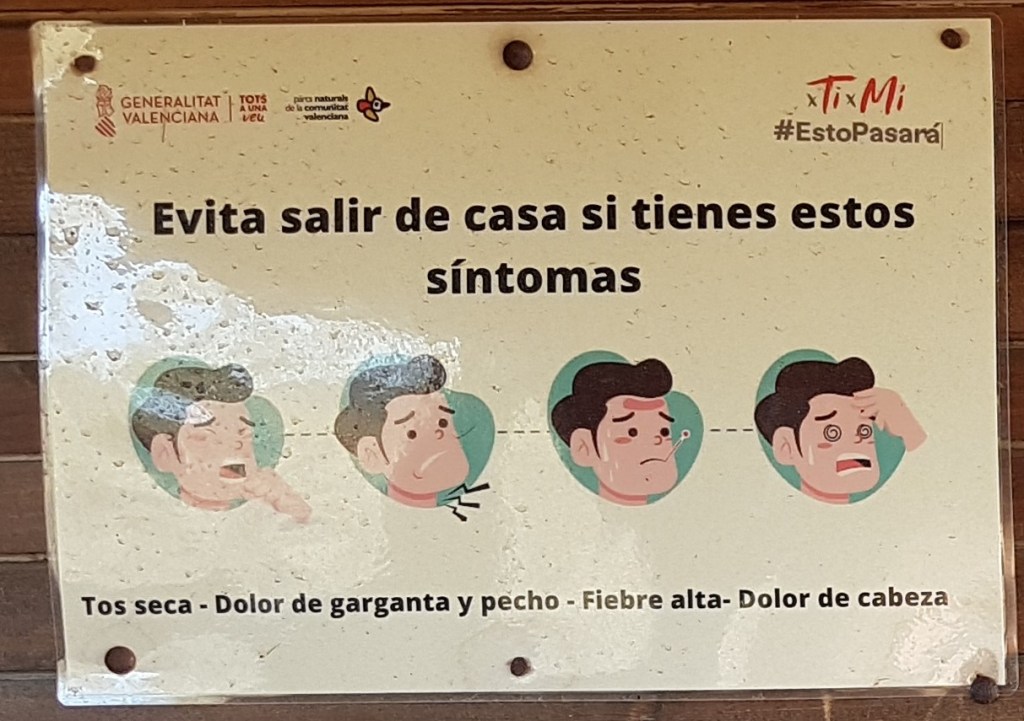 GENERALITAT
VALENCIANA
TOTS
A UNA
veu
parcs naturals
de la comunitat
valenciana
xTixMi
#EstoPasará
Evita salir de casa si tienes estos
síntomas
Tos seca - Dolor de garganta y pecho - Fiebre alta- Dolor de cabeza